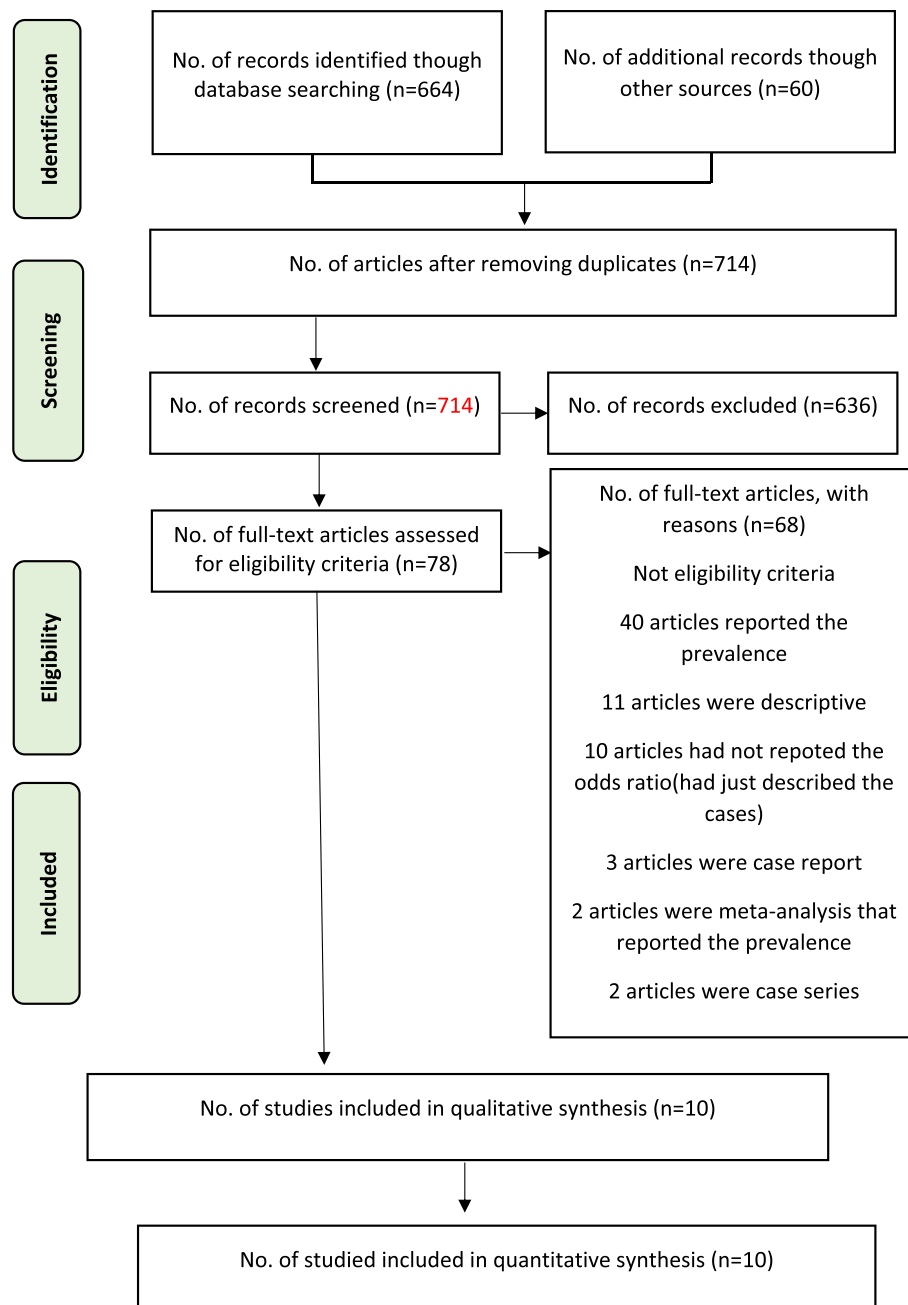 Identification
No. of records identified though
database searching (n=664)
No. of additional records though
other sources (n=60)
No. of articles after removing duplicates (n=714)
Screening
No. of records screened (n=714)
No. of records excluded (n=636)
No. of full-text articles assessed
for eligibility criteria (n=78)
No. of full-text articles, with
reasons (n=68)
Not eligibility criteria
40 articles reported the
prevalence
11 articles were descriptive
10 articles had not repoted the
odds ratio(had just described the
cases)
3 articles were case report
2 articles were meta-analysis that
reported the prevalence
2 articles were case series
Eligibility
Included
No. of studies included in qualitative synthesis (n=10)
No. of studied included in quantitative synthesis (n=10)